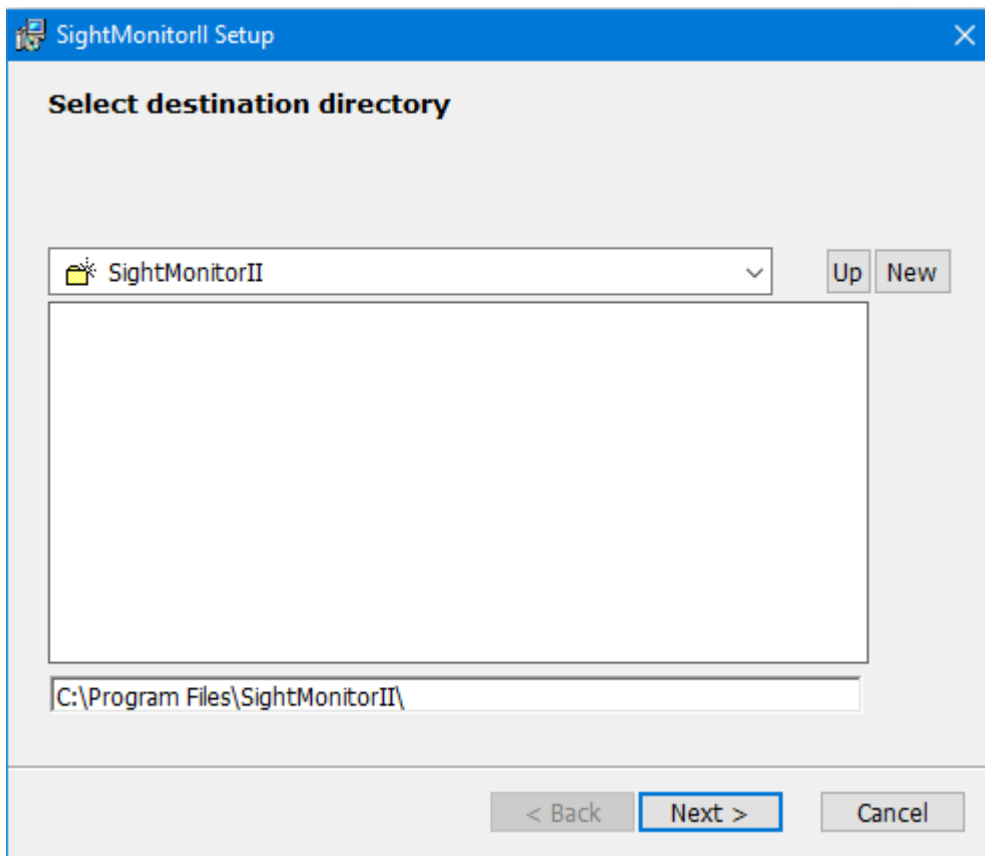 SightMonitorII Setup
Select destination directory
SightMonitorII
Up New
C:\Program Files\SightMonitorII\
< Back Next > Cancel